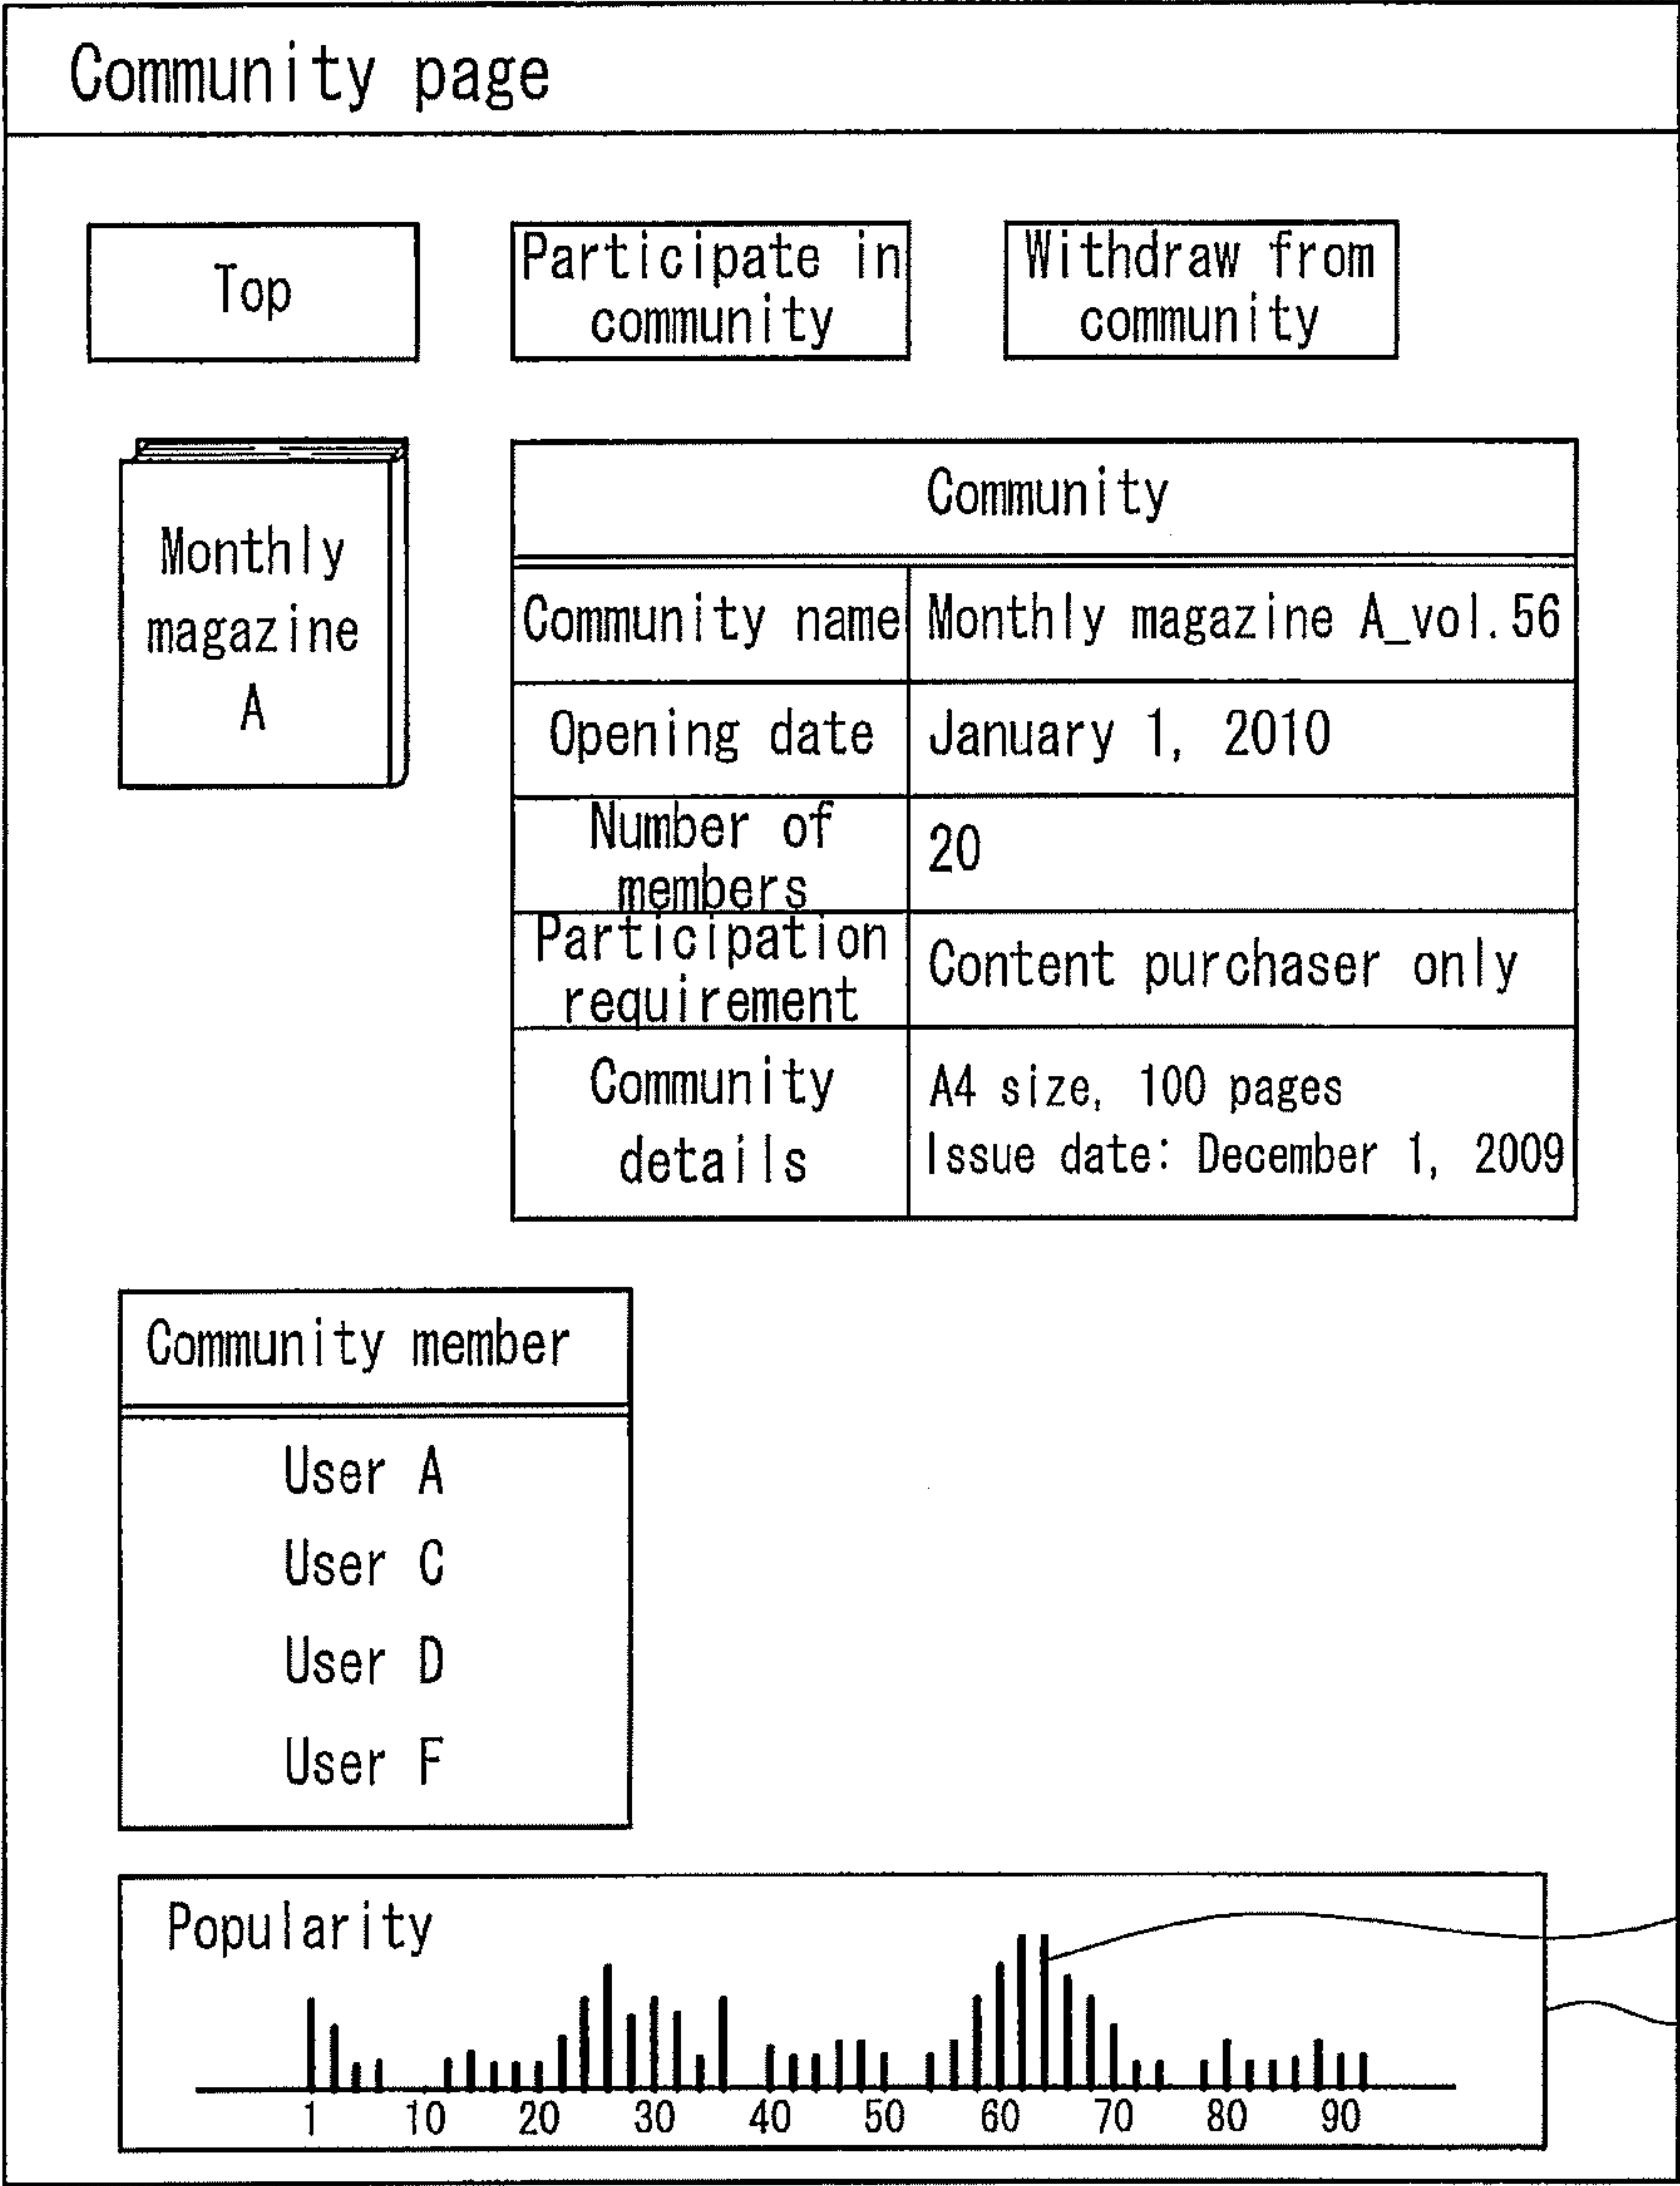 Community page
Top
Participate in
community
Withdraw from
community
Monthly
magazine
A
Community
Community name
Monthly magazine A_vol.56
Opening date
January 1, 2010
Number of
members
20
Participation
requirement
Content purchaser only
Community
details
A4 size, 100 pages
Issue date: December 1, 2009
Community member
User A
User C
User D
User F
Popularity
1 10 20 30 40 50 60 70 80 90